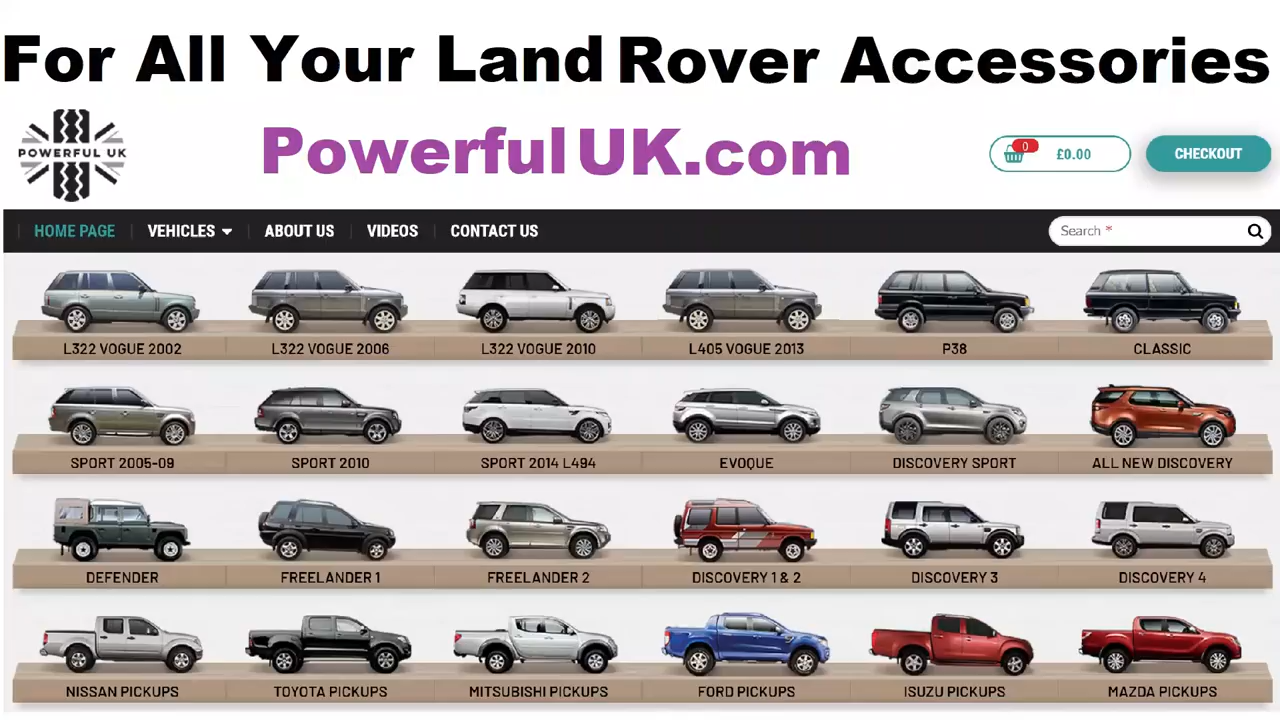 For All Your Land Rover Accessories
POWERFUL UK
PowerfulUK.com
0
£0.00
CHECKOUT
HOME PAGE
VEHICLES
ABOUT US
VIDEOS
CONTACT US
Search *
L322 VOGUE 2002
L322 VOGUE 2006
L322 VOGUE 2010
L405 VOGUE 2013
P38
CLASSIC
SPORT 2005-09
SPORT 2010
SPORT 2014 L494
EVOQUE
DISCOVERY SPORT
ALL NEW DISCOVERY
DEFENDER
FREELANDER 1
FREELANDER 2
DISCOVERY 1 & 2
DISCOVERY 3
DISCOVERY 4
NISSAN PICKUPS
TOYOTA PICKUPS
MITSUBISHI PICKUPS
FORD PICKUPS
ISUZU PICKUPS
MAZDA PICKUPS